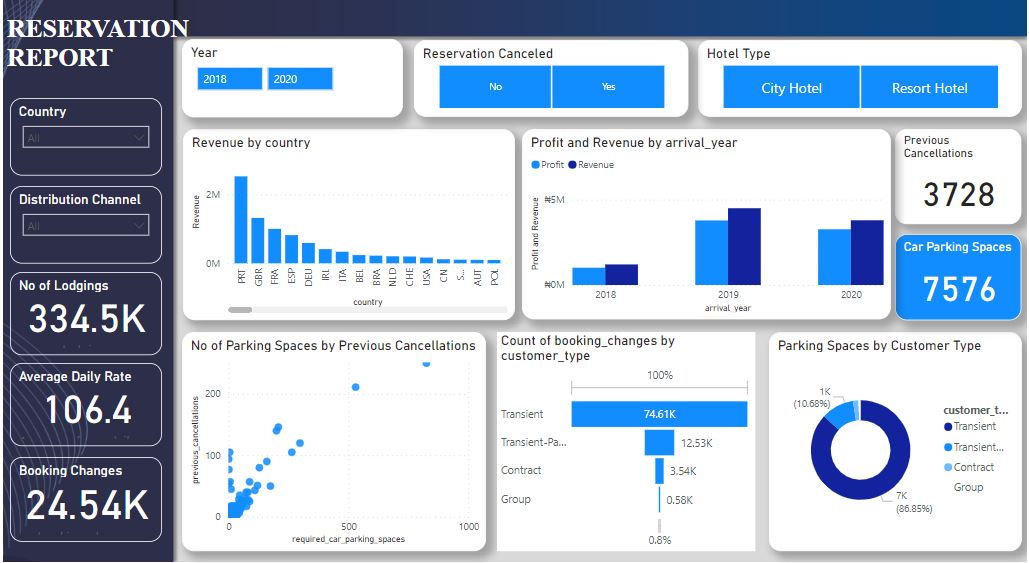 RESERVATION
REPORT
Year
2018
2020
Reservation Canceled
No
Yes
Hotel Type
City Hotel
Resort Hotel
Country
All
Distribution Channel
All
No of Lodgings
334.5K
Average Daily Rate
106.4
Booking Changes
24.54K
Revenue by country
Revenue
2M
0M
PRT
GBR
FRA
ESP
DEU
IRL
ITA
BEL
BRA
NLD
CHE
USA
CN
S...
AUT
POL
country
Profit and Revenue by arrival_year
Profit
Revenue
Profit and Revenue
₦5M
₦0M
2018
2019
2020
arrival_year
Previous
Cancellations
3728
Car Parking Spaces
7576
No of Parking Spaces by Previous Cancellations
previous_cancellations
200
100
0
0
500
1000
required_car_parking_spaces
Count of booking_changes by
customer_type
100%
Transient
74.61K
Transient-Pa...
12.53K
Contract
3.54K
Group
0.58K
0.8%
Parking Spaces by Customer Type
1K
(10.68%)
7K
(86.85%)
customer_t...
Transient
Transient...
Contract
Group